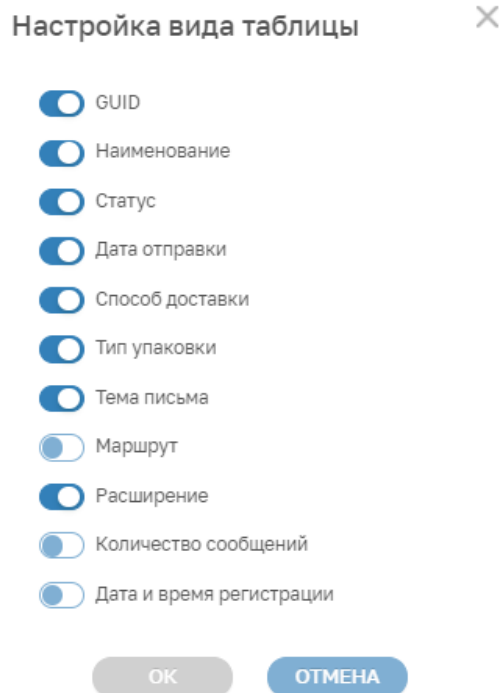 Настройка вида таблицы
GUID
Наименование
Статус
Дата отправки
Способ доставки
Тип упаковки
Тема письма
Маршрут
Расширение
Количество сообщений
Дата и время регистрации
ОК ОТМЕНА